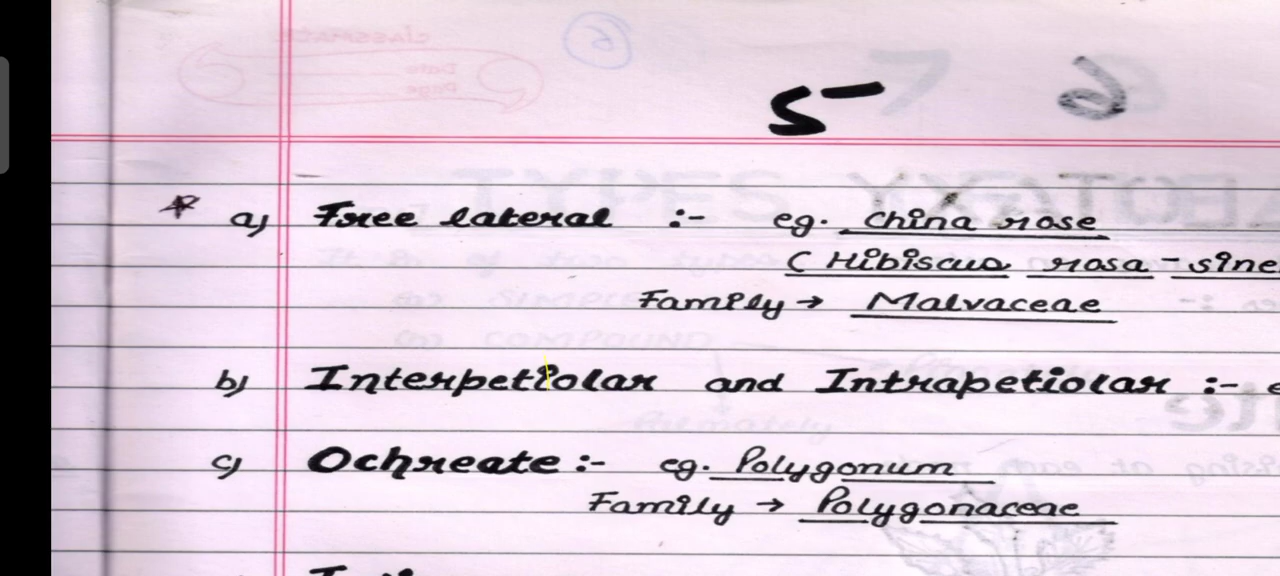 5
a) Free lateral :- eg. China rose
(Hibiscus rosa-sine
Family → Malvaceae
b) Interpetiolar and Intrapetiolar :- e
c) Ochreate :- eg. Polygonum
Family → Polygonaceae